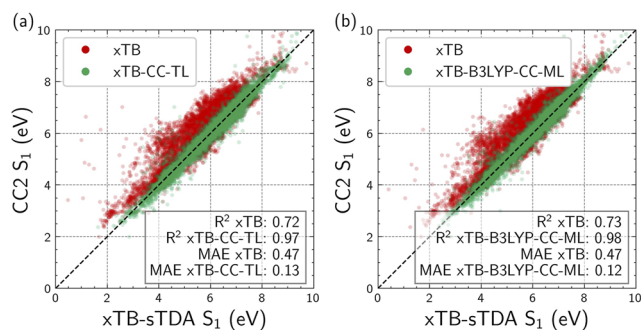 (a)
10
8
6
4
2
0
CC2 S₁ (eV)
xTB
xTB-CC-TL
R² xTB: 0.72
R² xTB-CC-TL: 0.97
MAE xTB: 0.47
MAE xTB-CC-TL: 0.13
0 2 4 6 8 10
xTB-sTDA S₁ (eV)
(b)
10
8
6
4
2
0
CC2 S₁ (eV)
xTB
xTB-B3LYP-CC-ML
R² xTB: 0.73
R² xTB-B3LYP-CC-ML: 0.98
MAE xTB: 0.47
MAE xTB-B3LYP-CC-ML: 0.12
0 2 4 6 8 10
xTB-sTDA S₁ (eV)